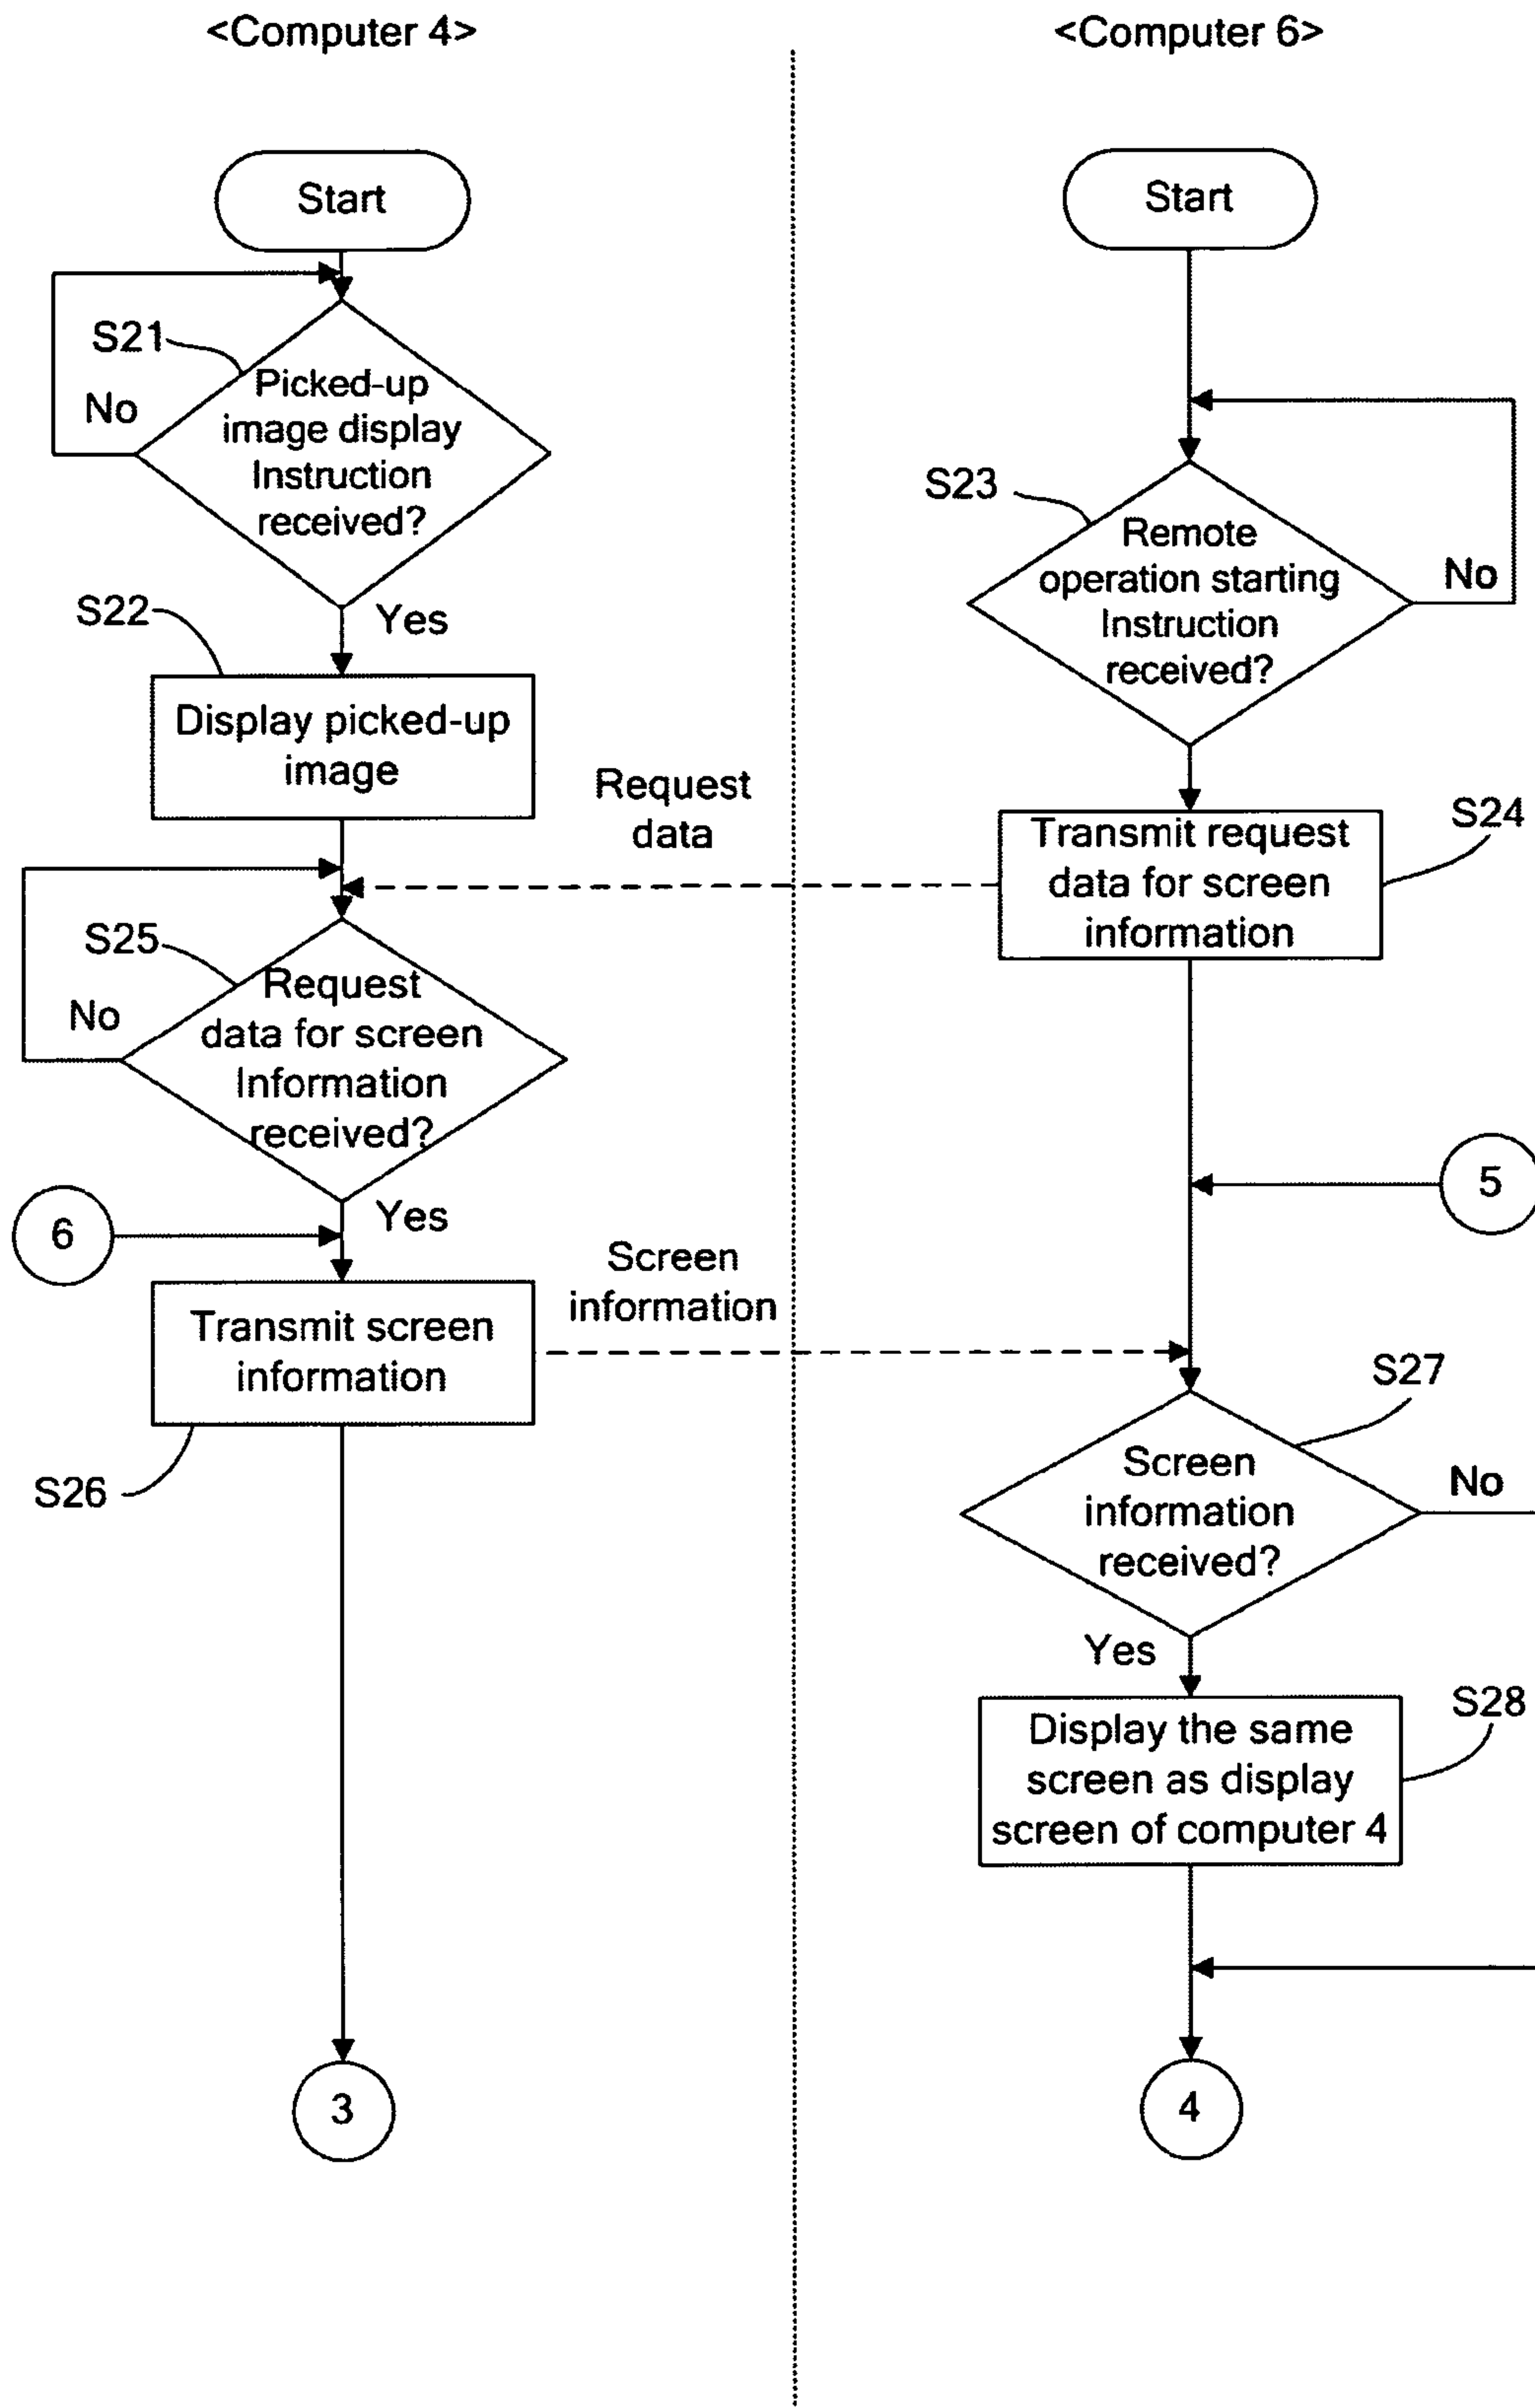 <Computer 4>
Start
S21
No
Picked-up
image display
Instruction
received?
Yes
S22
Display picked-up
image
Request
data
S25
No
Request
data for screen
Information
received?
6
Yes
Screen
information
Transmit screen
information
S26
3
<Computer 6>
Start
S23
Remote
operation starting
Instruction
received?
No
S24
Transmit request
data for screen
information
5
S27
Screen
information
received?
No
Yes
S28
Display the same
screen as display
screen of computer 4
4